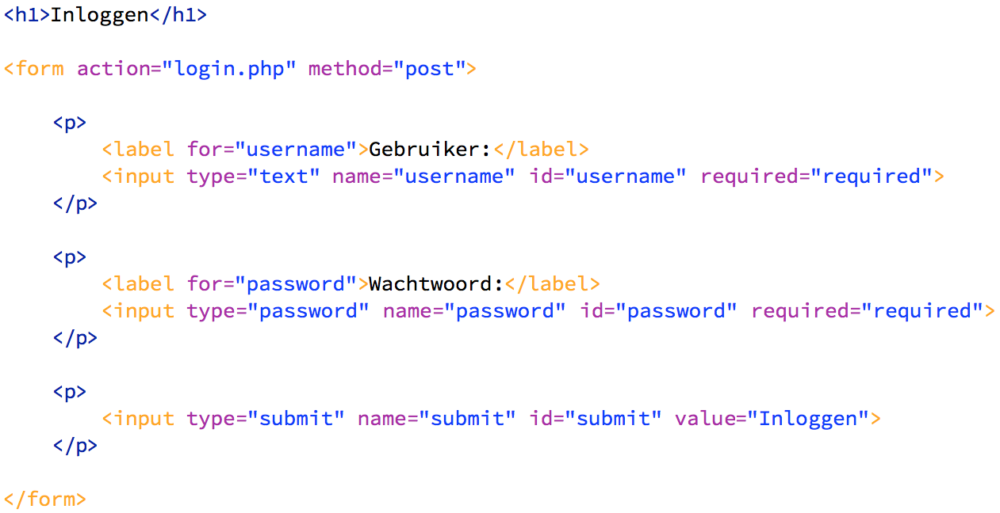 <h1>Inloggen</h1>
<form action="login.php" method="post">
<p>
<label for="username">Gebruiker:</label>
<input type="text" name="username" id="username" required="required">
</p>
<p>
<label for="password">Wachtwoord:</label>
<input type="password" name="password" id="password" required="required">
</p>
<p>
<input type="submit" name="submit" id="submit" value="Inloggen">
</p>
</form>